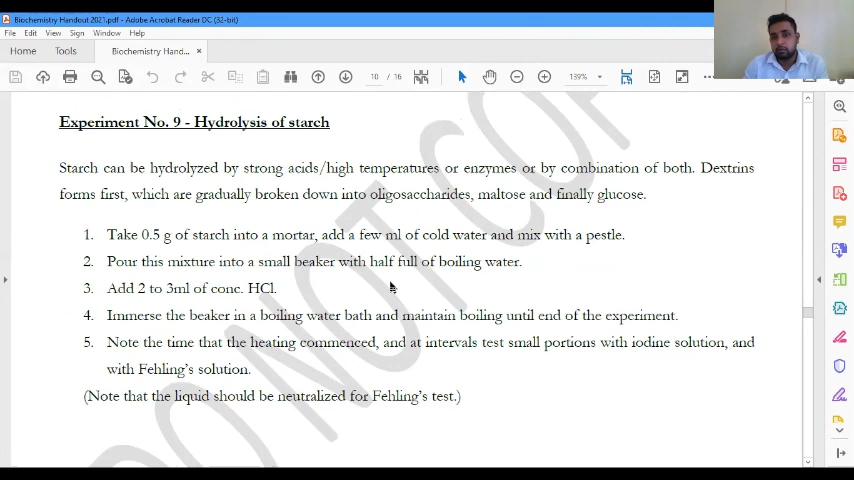 Biochemistry Handout 2021.pdf - Adobe Acrobat Reader DC (32-bit)
File Edit View Sign Window Help
Home Tools Biochemistry Hand... ×
10 / 16 139%
Experiment No. 9 - Hydrolysis of starch
Starch can be hydrolyzed by strong acids/high temperatures or enzymes or by combination of both. Dextrins
forms first, which are gradually broken down into oligosaccharides, maltose and finally glucose.
1. Take 0.5 g of starch into a mortar, add a few ml of cold water and mix with a pestle.
2. Pour this mixture into a small beaker with half full of boiling water.
3. Add 2 to 3ml of conc. HCl.
4. Immerse the beaker in a boiling water bath and maintain boiling until end of the experiment.
5. Note the time that the heating commenced, and at intervals test small portions with iodine solution, and
with Fehling's solution.
(Note that the liquid should be neutralized for Fehling's test.)
DO NOT COP